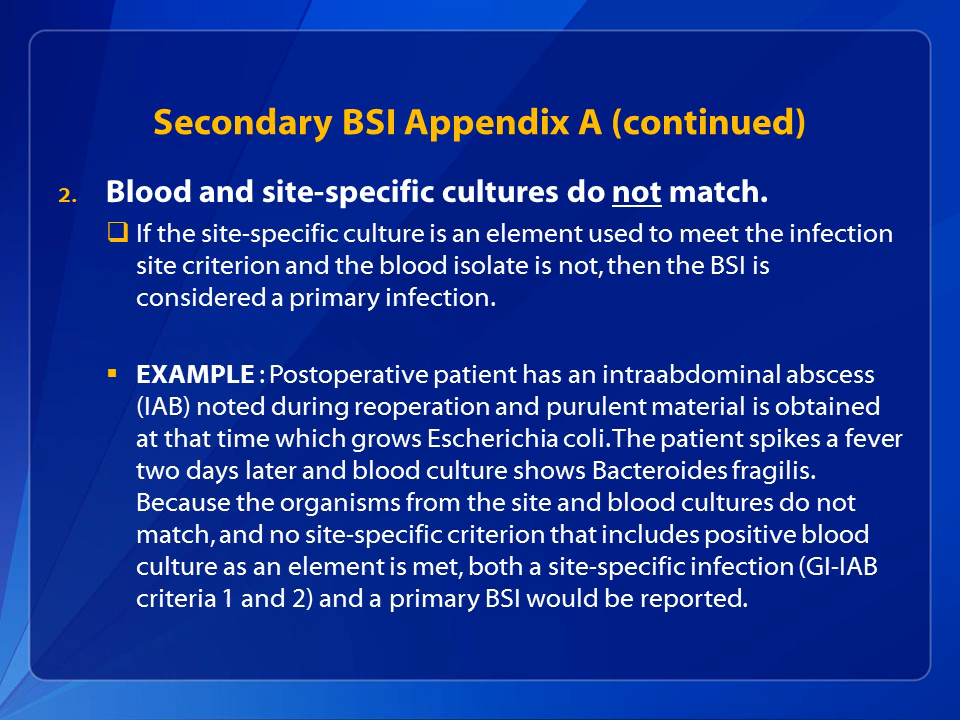 Secondary BSI Appendix A (continued)
2. Blood and site-specific cultures do not match.
If the site-specific culture is an element used to meet the infection
site criterion and the blood isolate is not, then the BSI is
considered a primary infection.
EXAMPLE : Postoperative patient has an intraabdominal abscess
(IAB) noted during reoperation and purulent material is obtained
at that time which grows Escherichia coli. The patient spikes a fever
two days later and blood culture shows Bacteroides fragilis.
Because the organisms from the site and blood cultures do not
match, and no site-specific criterion that includes positive blood
culture as an element is met, both a site-specific infection (GI-IAB
criteria 1 and 2) and a primary BSI would be reported.